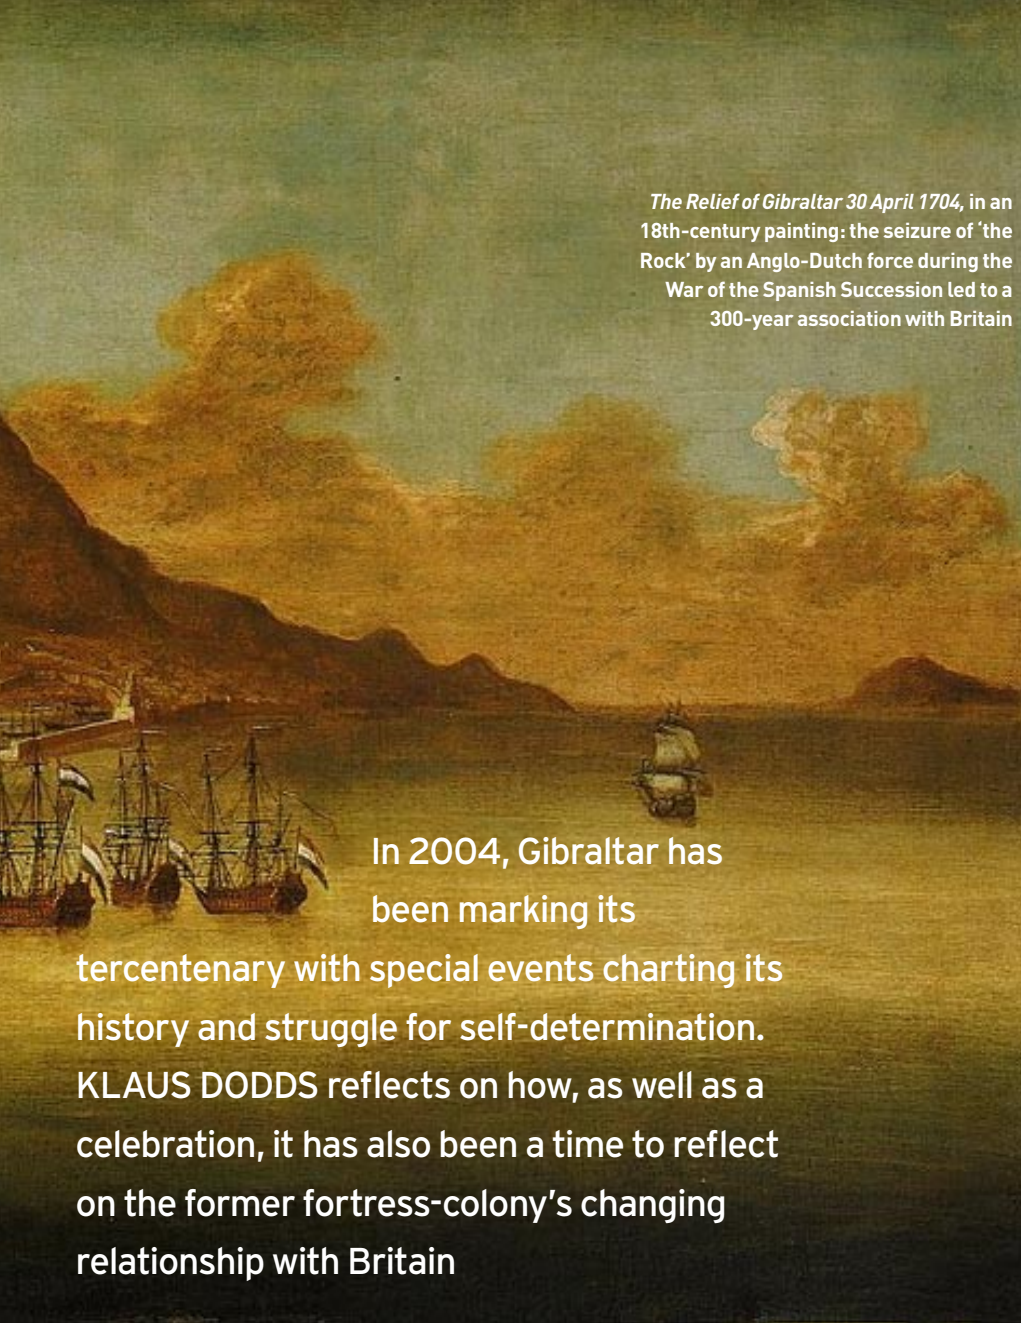 The Relief of Gibraltar 30 April 1704, in an
18th-century painting: the seizure of ‘the
Rock’ by an Anglo-Dutch force during the
War of the Spanish Succession led to a
300-year association with Britain
In 2004, Gibraltar has
been marking its
tercentenary with special events charting its
history and struggle for self-determination.
KLAUS DODDS reflects on how, as well as a
celebration, it has also been a time to reflect
on the former fortress-colony’s changing
relationship with Britain